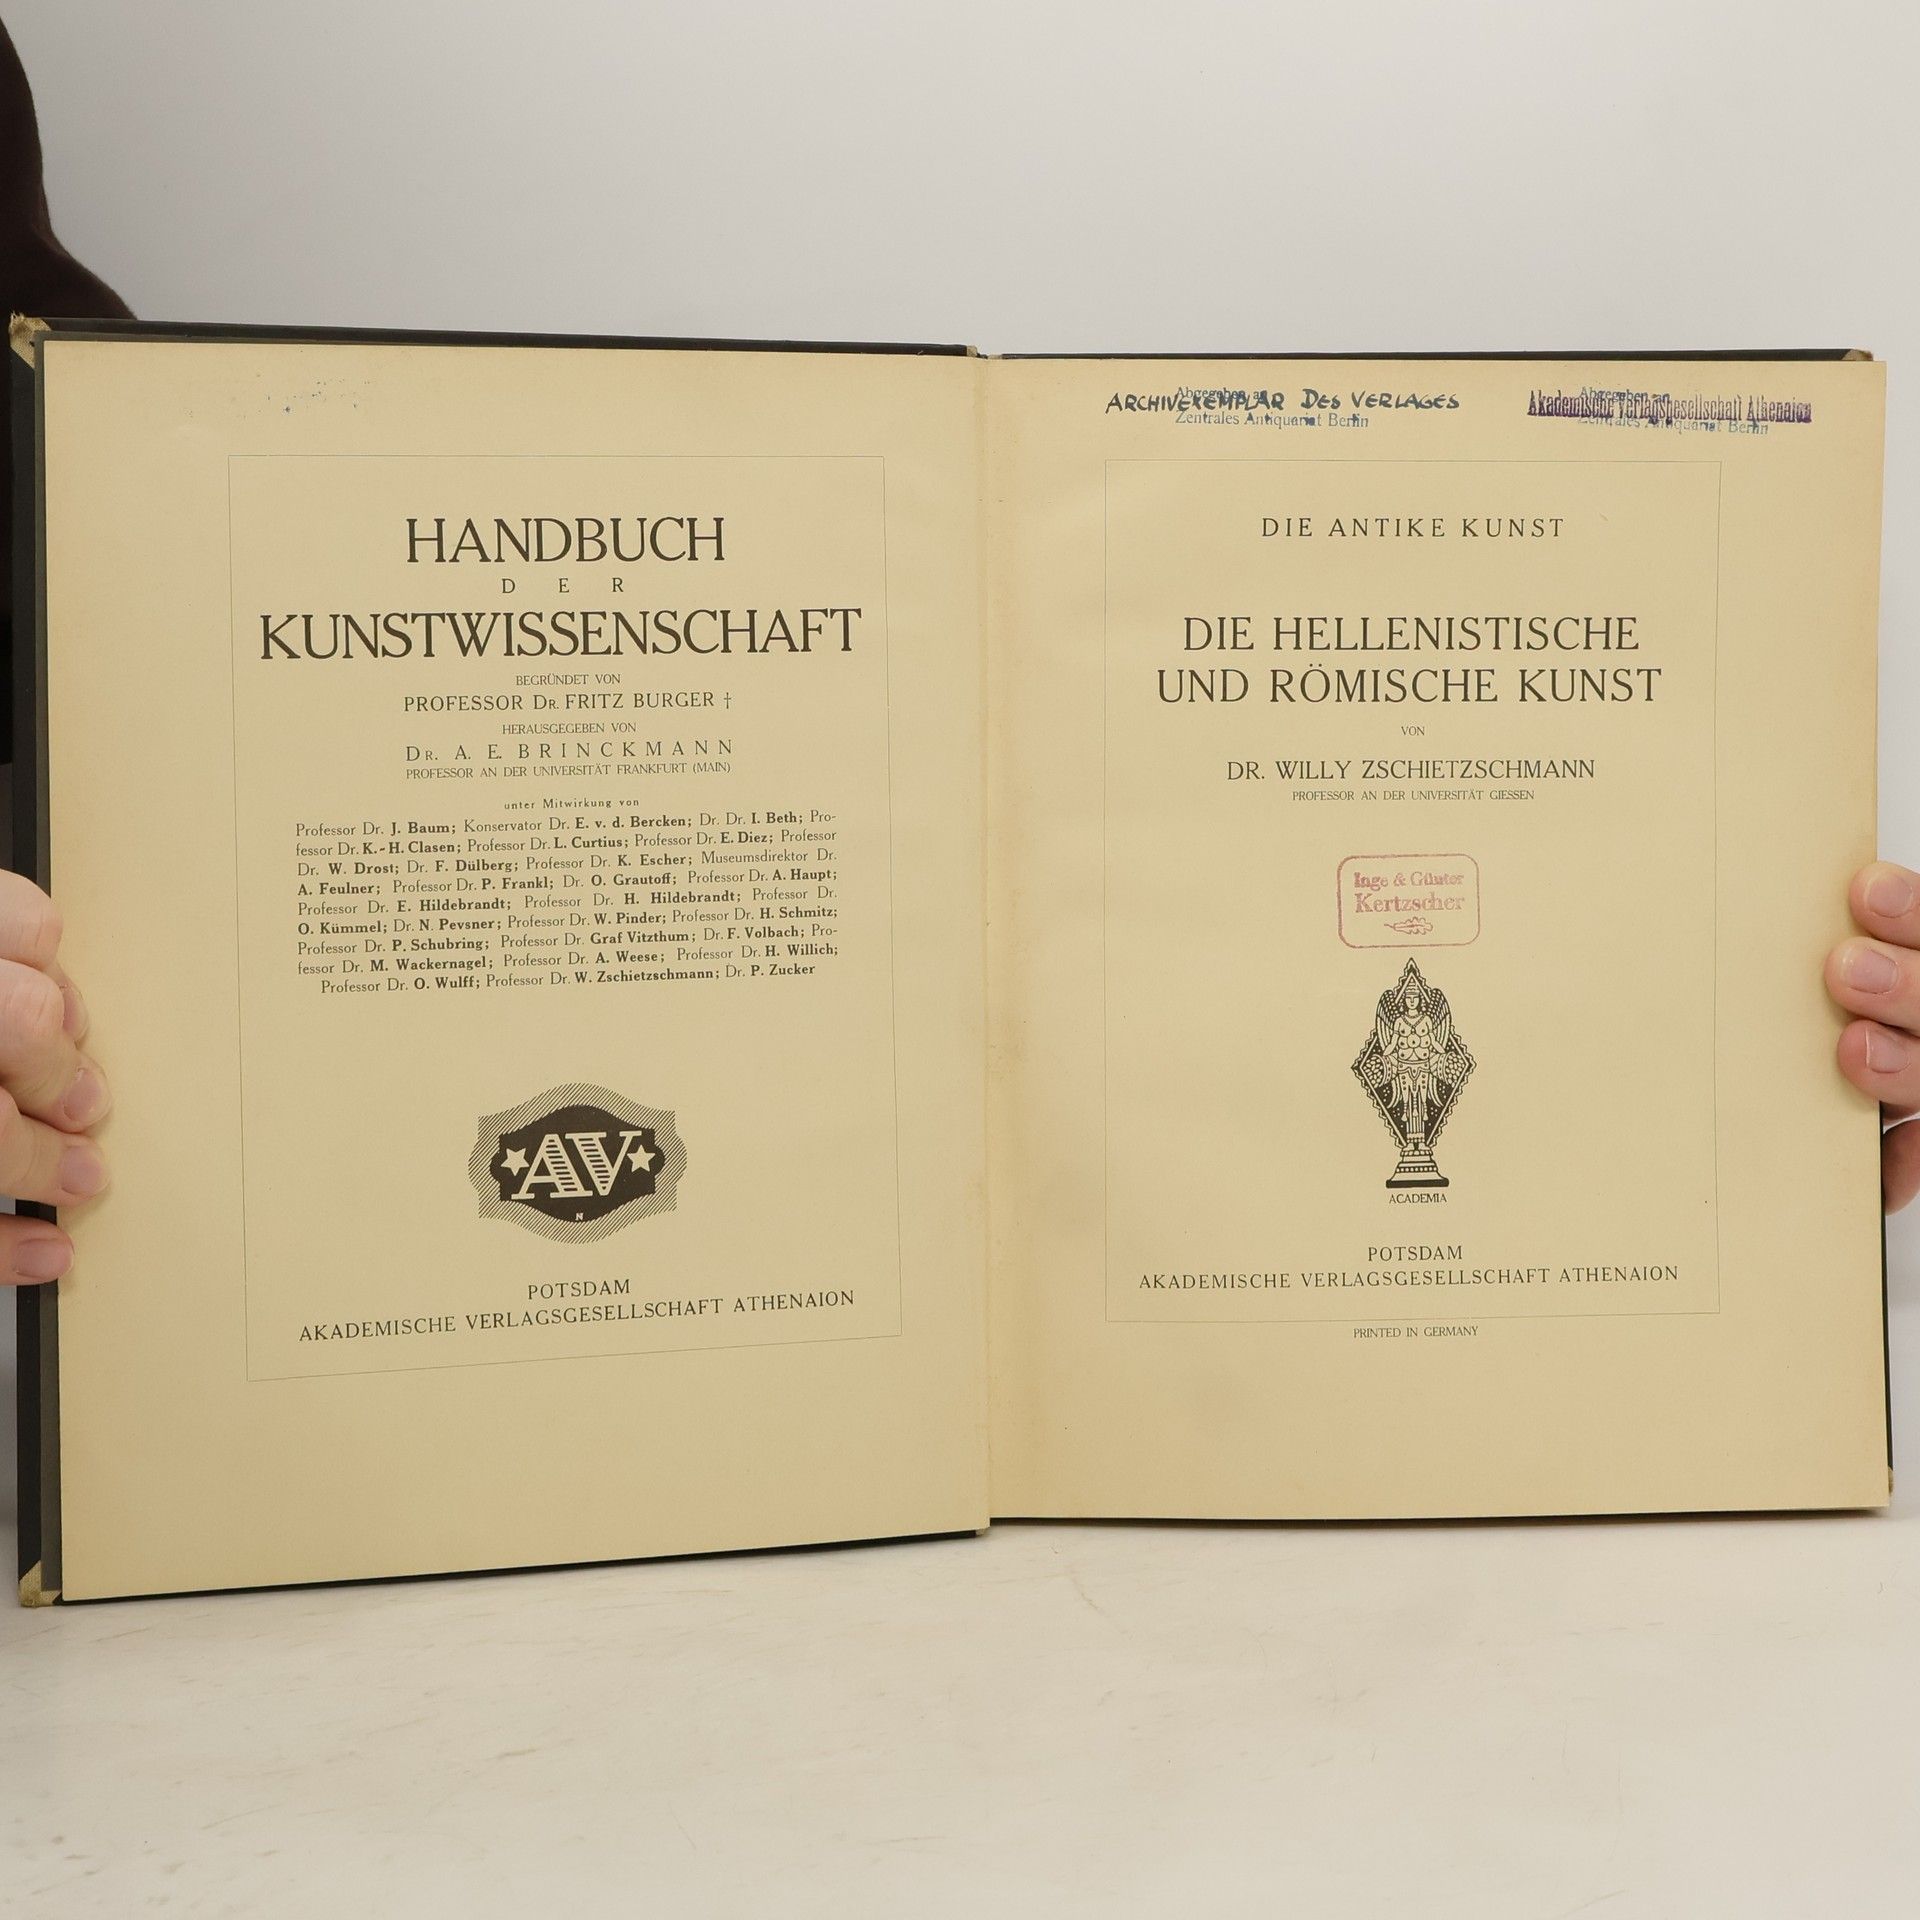 HANDBUCH
DER
KUNSTWISSENSCHAFT
BEGRÜNDET VON
PROFESSOR DR. FRITZ BURGER †
HERAUSGEGEBEN VON
DR. A. E. BRINCKMANN
PROFESSOR AN DER UNIVERSITÄT FRANKFURT (MAIN)
unter Mitwirkung von
Professor Dr. J. Baum; Konservator Dr. E. v. d. Bercken; Dr. Dr. I. Beth; Pro-
fessor Dr. K.-H. Clasen; Professor Dr. L. Curtius; Professor Dr. E. Diez; Professor
Dr. W. Drost; Dr. F. Dülberg; Professor Dr. K. Escher; Museumsdirektor Dr.
A. Feulner; Professor Dr. P. Frankl; Dr. O. Grautoff; Professor Dr. A. Haupt;
Professor Dr. E. Hildebrandt; Professor Dr. H. Hildebrandt; Professor Dr.
O. Kümmel; Dr. N. Pevsner; Professor Dr. W. Pinder; Professor Dr. H. Schmitz;
Professor Dr. P. Schubring; Professor Dr. Graf Vitzthum; Dr. F. Volbach; Pro-
fessor Dr. M. Wackernagel; Professor Dr. A. Weese; Professor Dr. H. Willich;
Professor Dr. O. Wulff; Professor Dr. W. Zschietzschmann; Dr. P. Zucker
AV
N
POTSDAM
AKADEMISCHE VERLAGSGESELLSCHAFT ATHENAION
ARCHIVEXEMPLAR DES VERLAGES
Abgegeben an
Zentrales Antiquariat Berlin
Akademische Verlagsgesellschaft Athenaion
Abgegeben an
Zentrales Antiquariat Berlin
DIE ANTIKE KUNST
DIE HELLENISTISCHE
UND RÖMISCHE KUNST
VON
DR. WILLY ZSCHIETZSCHMANN
PROFESSOR AN DER UNIVERSITÄT GIESSEN
Inge & Günter
Kertzscher
ACADEMIA
POTSDAM
AKADEMISCHE VERLAGSGESELLSCHAFT ATHENAION
PRINTED IN GERMANY